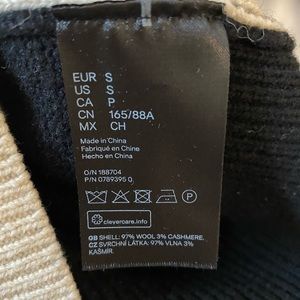 EUR S
US S
CA P
CN 165/88A
MX CH
Made in China
Fabriqué en Chine
Hecho en China
O/N 188704
P/N 0789395 0
clevercare.info
GB SHELL: 97% WOOL 3% CASHMERE.
CZ SVRCHNÍ LÁTKA: 97% VLNA 3%
KAŠMÍR.